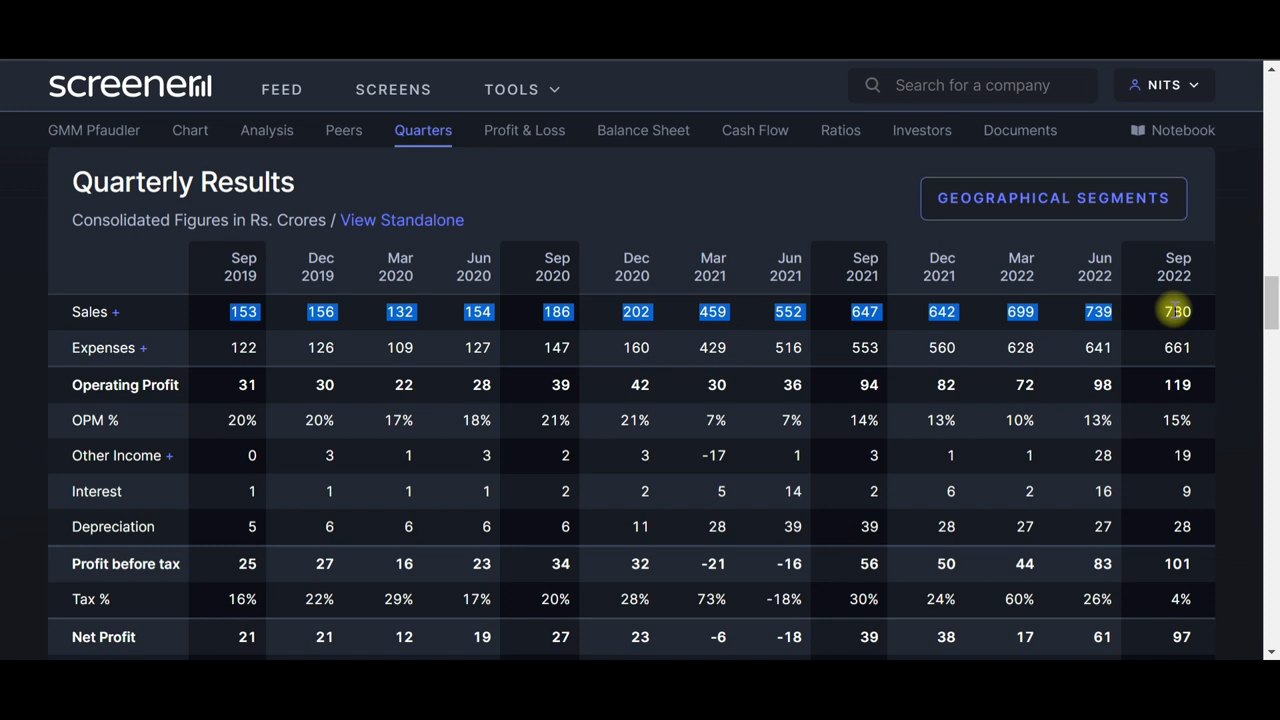 screener
FEED SCREENS TOOLS
Search for a company
NITS
GMM Pfaudler Chart Analysis Peers Quarters Profit & Loss Balance Sheet Cash Flow Ratios Investors Documents Notebook
Quarterly Results
GEOGRAPHICAL SEGMENTS
Consolidated Figures in Rs. Crores / View Standalone
Sep 2019 Dec 2019 Mar 2020 Jun 2020 Sep 2020 Dec 2020 Mar 2021 Jun 2021 Sep 2021 Dec 2021 Mar 2022 Jun 2022 Sep 2022
Sales + 153 156 132 154 186 202 459 552 647 642 699 739 780
Expenses + 122 126 109 127 147 160 429 516 553 560 628 641 661
Operating Profit 31 30 22 28 39 42 30 36 94 82 72 98 119
OPM % 20% 20% 17% 18% 21% 21% 7% 7% 14% 13% 10% 13% 15%
Other Income + 0 3 1 3 2 3 -17 1 3 1 1 28 19
Interest 1 1 1 1 2 2 5 14 2 6 2 16 9
Depreciation 5 6 6 6 6 11 28 39 39 28 27 27 28
Profit before tax 25 27 16 23 34 32 -21 -16 56 50 44 83 101
Tax % 16% 22% 29% 17% 20% 28% 73% -18% 30% 24% 60% 26% 4%
Net Profit 21 21 12 19 27 23 -6 -18 39 38 17 61 97